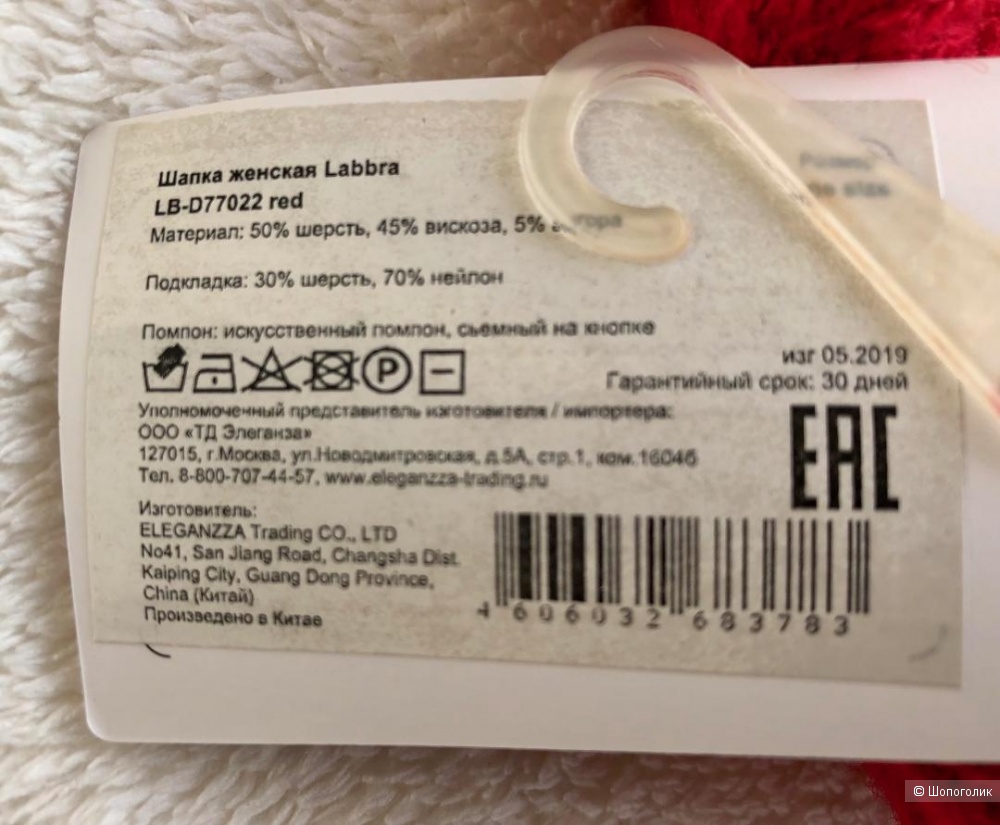 Шапка женская Labbra
LB-D77022 red
Материал: 50% шерсть, 45% вискоза, 5%
Подкладка: 30% шерсть, 70% нейлон
Помпон: искусственный помпон, сьемный на кнопке
P
изг 05.2019
Гарантийный срок: 30 дней
Уполномоченный представитель изготовителя / импортера:
ООО «ТД Элеганза»
127015, г.Москва, ул.Новодмитровская, д.5А, стр.1, ком.16046
Тел. 8-800-707-44-57, www.eleganzza-trading.ru
EAC
Изготовитель:
ELEGANZZA Trading CO., LTD
No41, San Jiang Road, Changsha Dist.
Kaiping City, Guang Dong Province,
China (Китай)
Произведено в Китае
4 606032 683783
© Шопоголик